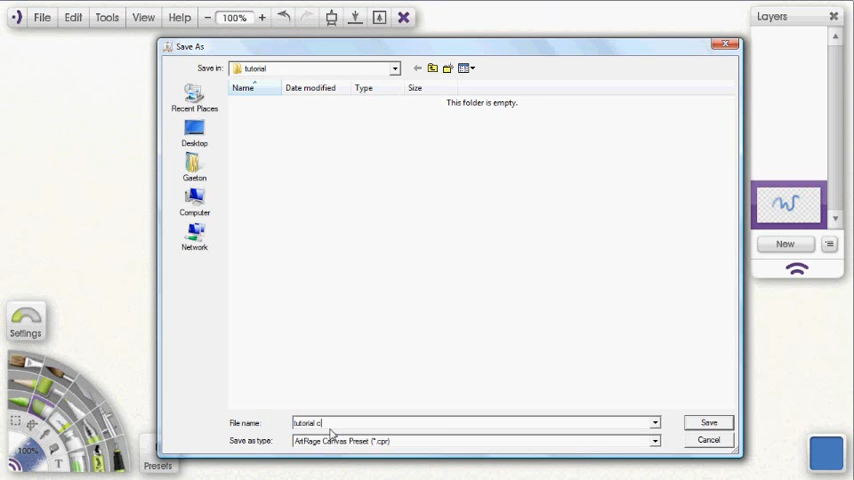 File Edit Tools View Help − 100% +
Layers
Save As
Save in: tutorial
Name Date modified Type Size
This folder is empty.
Recent Places
Desktop
Gaeton
Computer
Network
New
Settings
File name: tutorial c
Save
Save as type: ArtRage Canvas Preset (*.cpr)
Cancel
100%
T
Presets